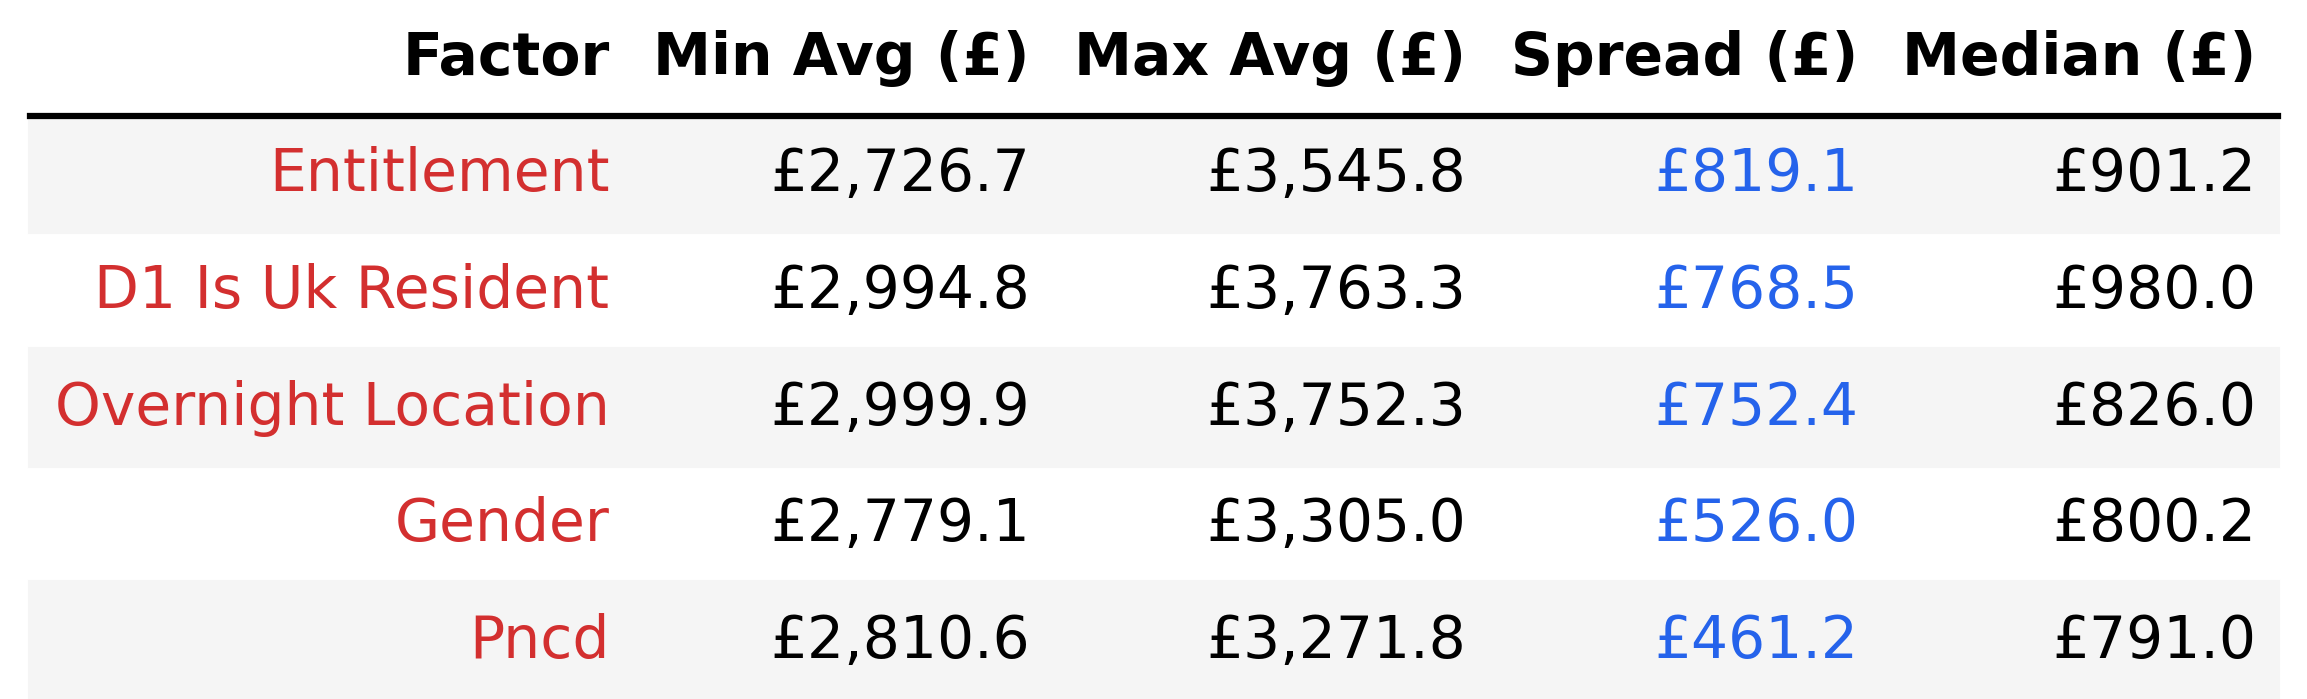 Factor Min Avg (£) Max Avg (£) Spread (£) Median (£)
Entitlement £2,726.7 £3,545.8 £819.1 £901.2
D1 Is Uk Resident £2,994.8 £3,763.3 £768.5 £980.0
Overnight Location £2,999.9 £3,752.3 £752.4 £826.0
Gender £2,779.1 £3,305.0 £526.0 £800.2
Pncd £2,810.6 £3,271.8 £461.2 £791.0